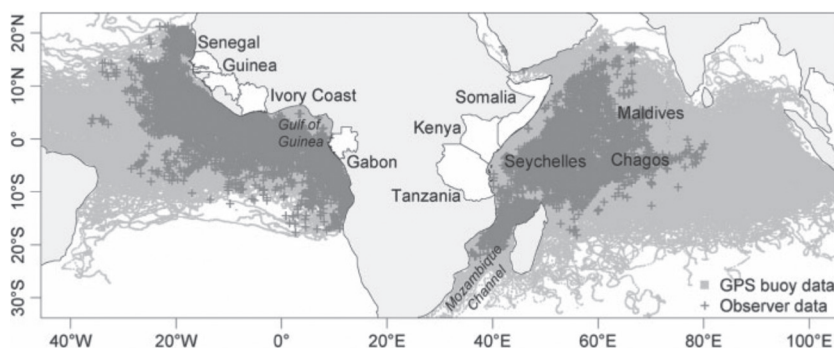 20°N
10°N
0°
10°S
20°S
30°S
Senegal
Guinea
Ivory Coast
Gulf of
Guinea
Gabon
Somalia
Kenya
Tanzania
Maldives
Seychelles
Chagos
Mozambique
Channel
GPS buoy data
Observer data
40°W
20°W
0°
20°E
40°E
60°E
80°E
100°E